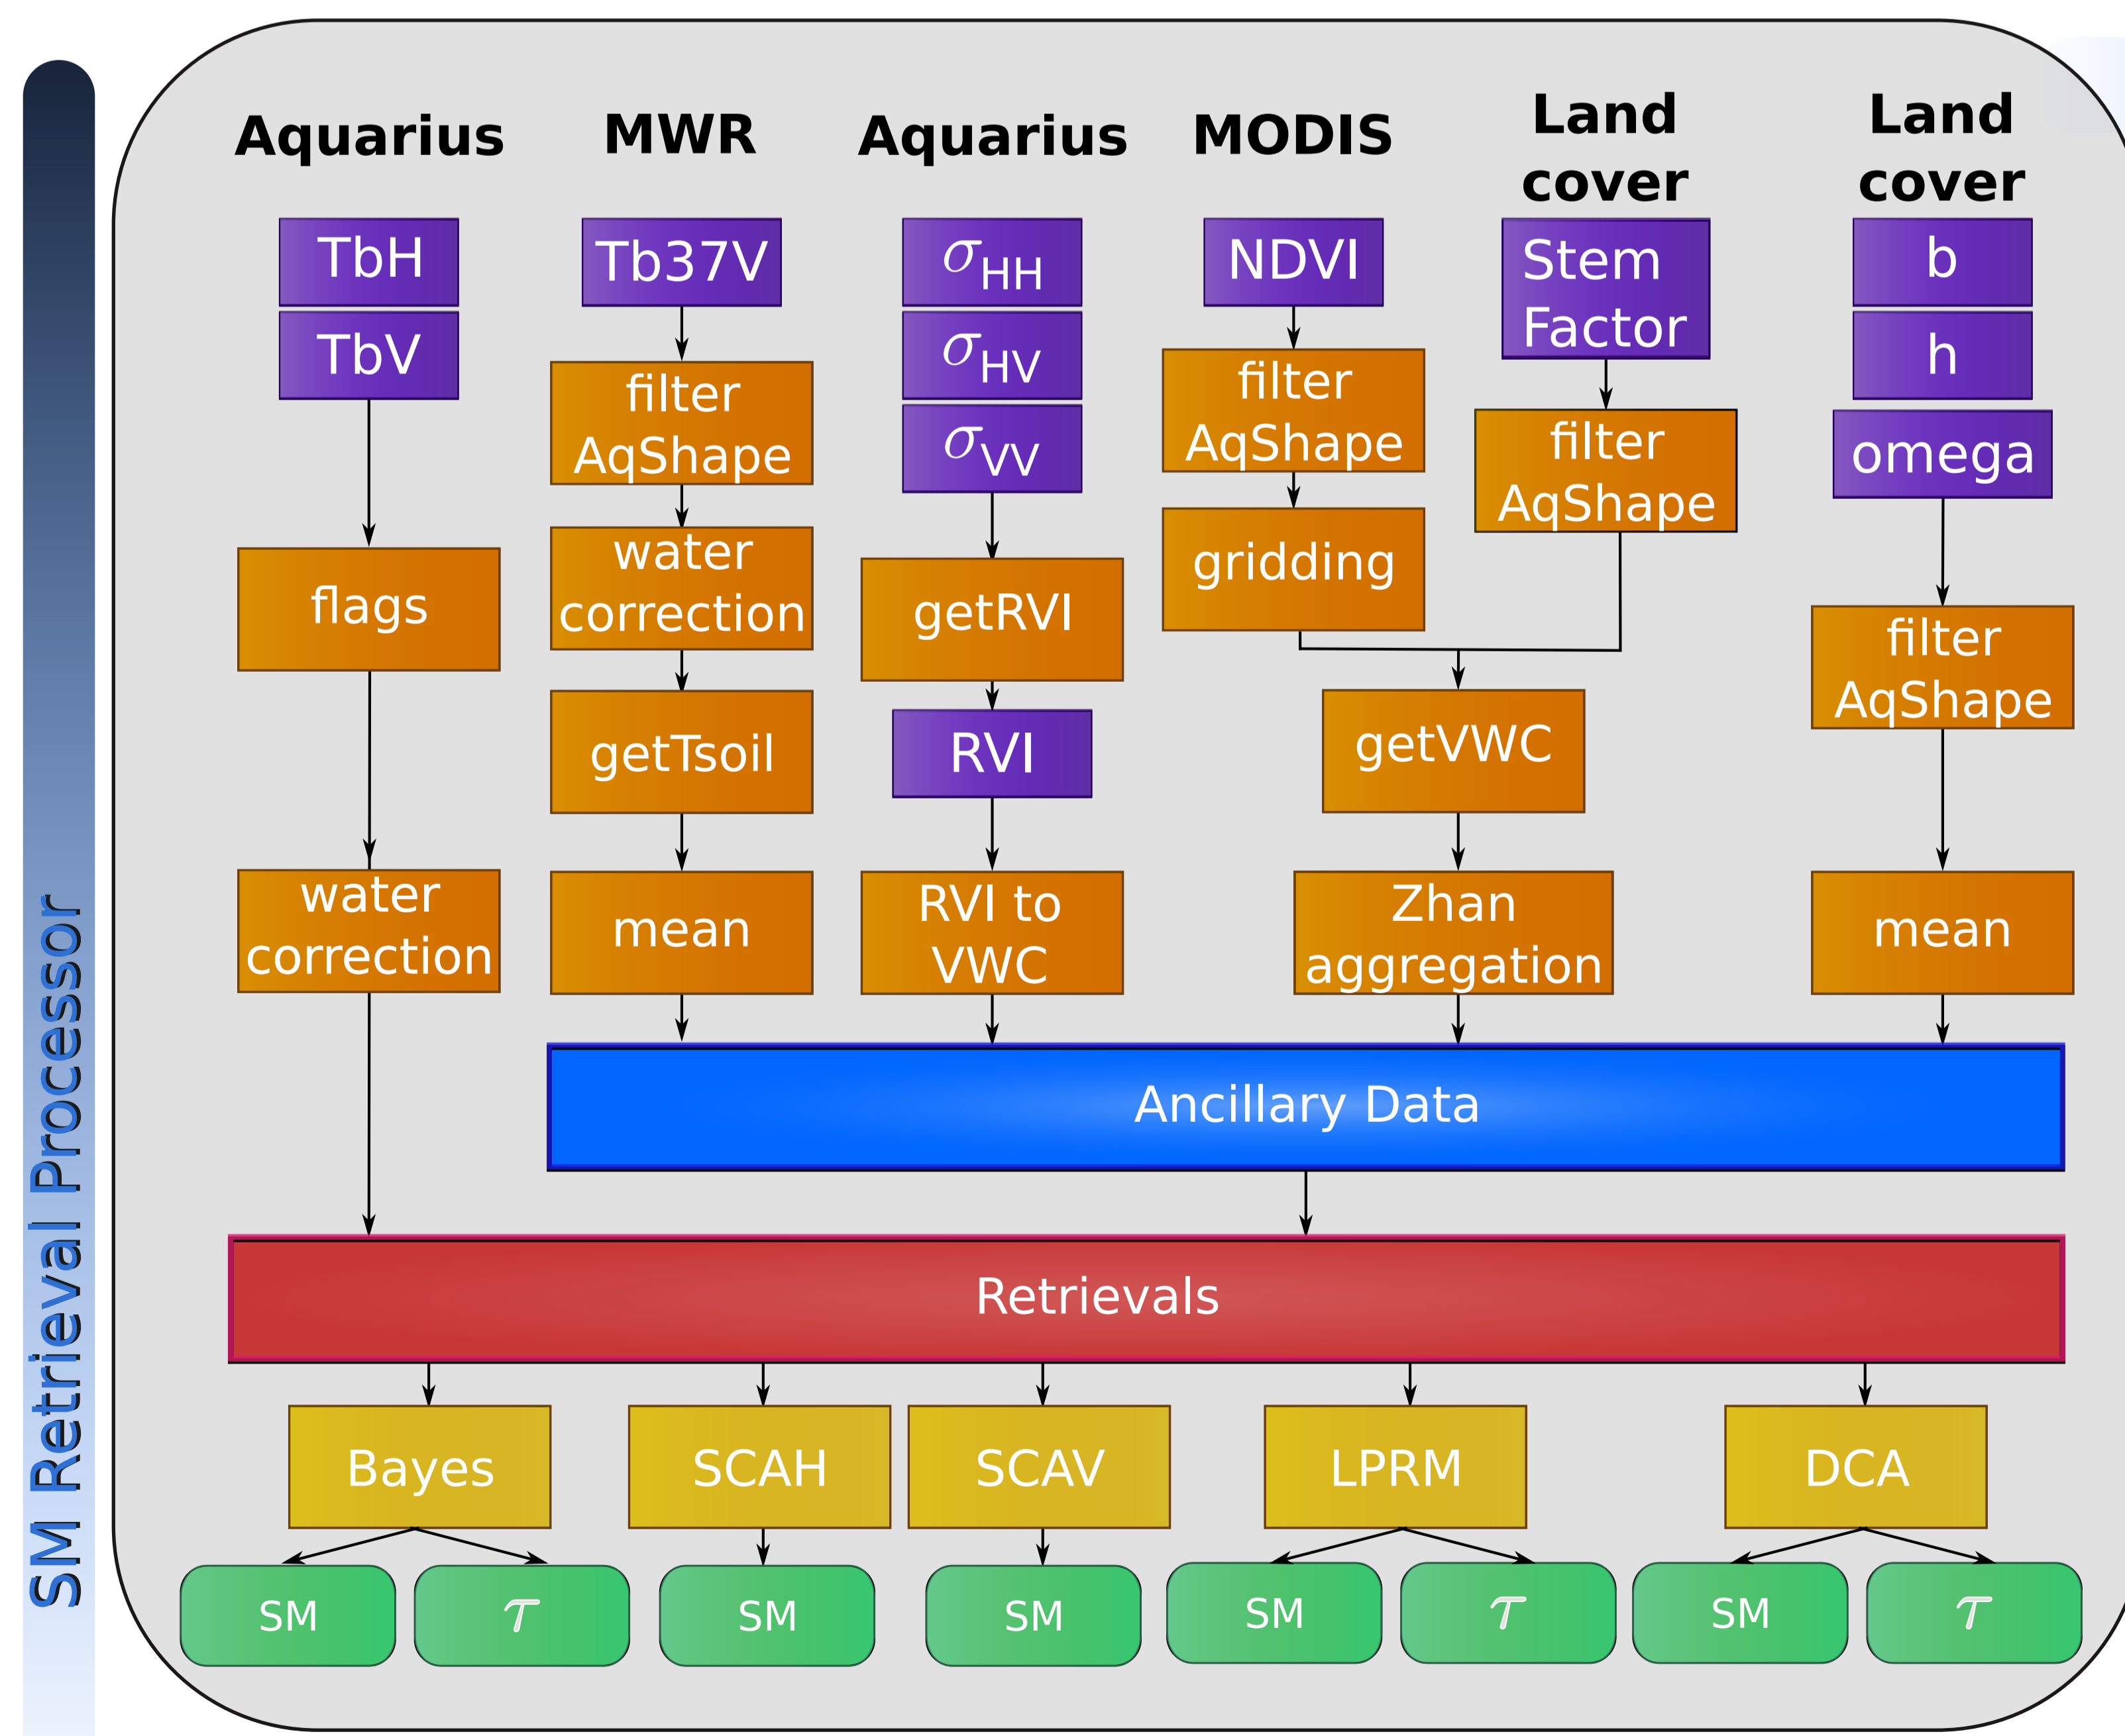 SM Retrieval Processor
Aquarius
TbH
TbV
flags
water
correction
MWR
Tb37V
filter
AqShape
water
correction
getTsoil
mean
Aquarius
σHH
σHV
σVV
getRVI
RVI
RVI to
VWC
MODIS
NDVI
filter
AqShape
gridding
Land
cover
Stem
Factor
filter
AqShape
getVWC
Zhan
aggregation
Land
cover
b
h
omega
filter
AqShape
mean
Ancillary Data
Retrievals
Bayes
SCAH
SCAV
LPRM
DCA
SM
τ
SM
SM
SM
τ
SM
τ